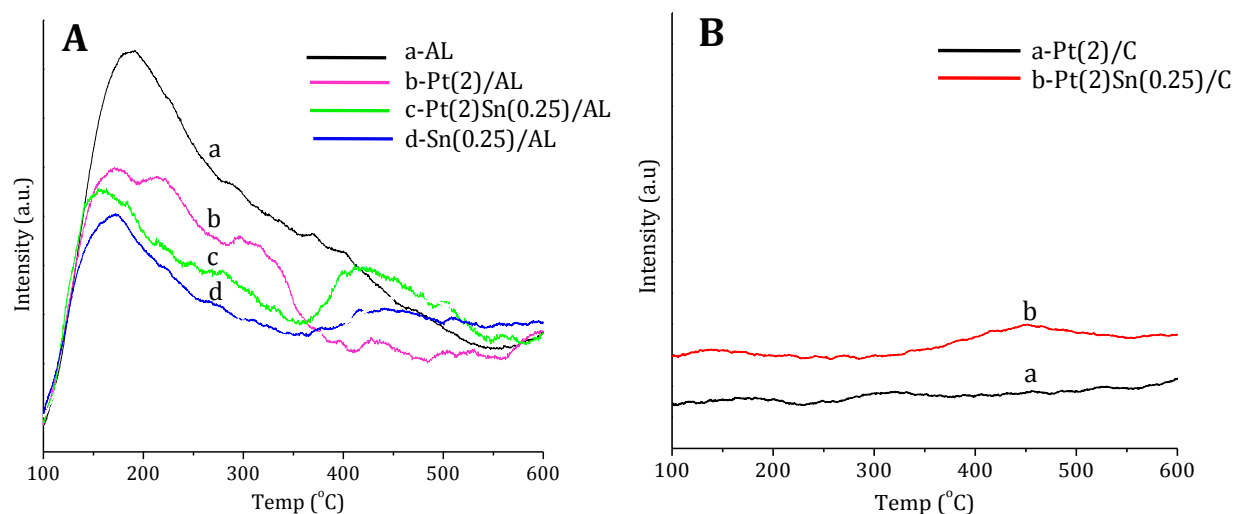 A
a-AL
b-Pt(2)/AL
c-Pt(2)Sn(0.25)/AL
d-Sn(0.25)/AL
a
b
c
d
Intensity (a.u.)
100 200 300 400 500 600
Temp (°C)
B
a-Pt(2)/C
b-Pt(2)Sn(0.25)/C
b
a
Intensity (a.u)
100 200 300 400 500 600
Temp (°C)